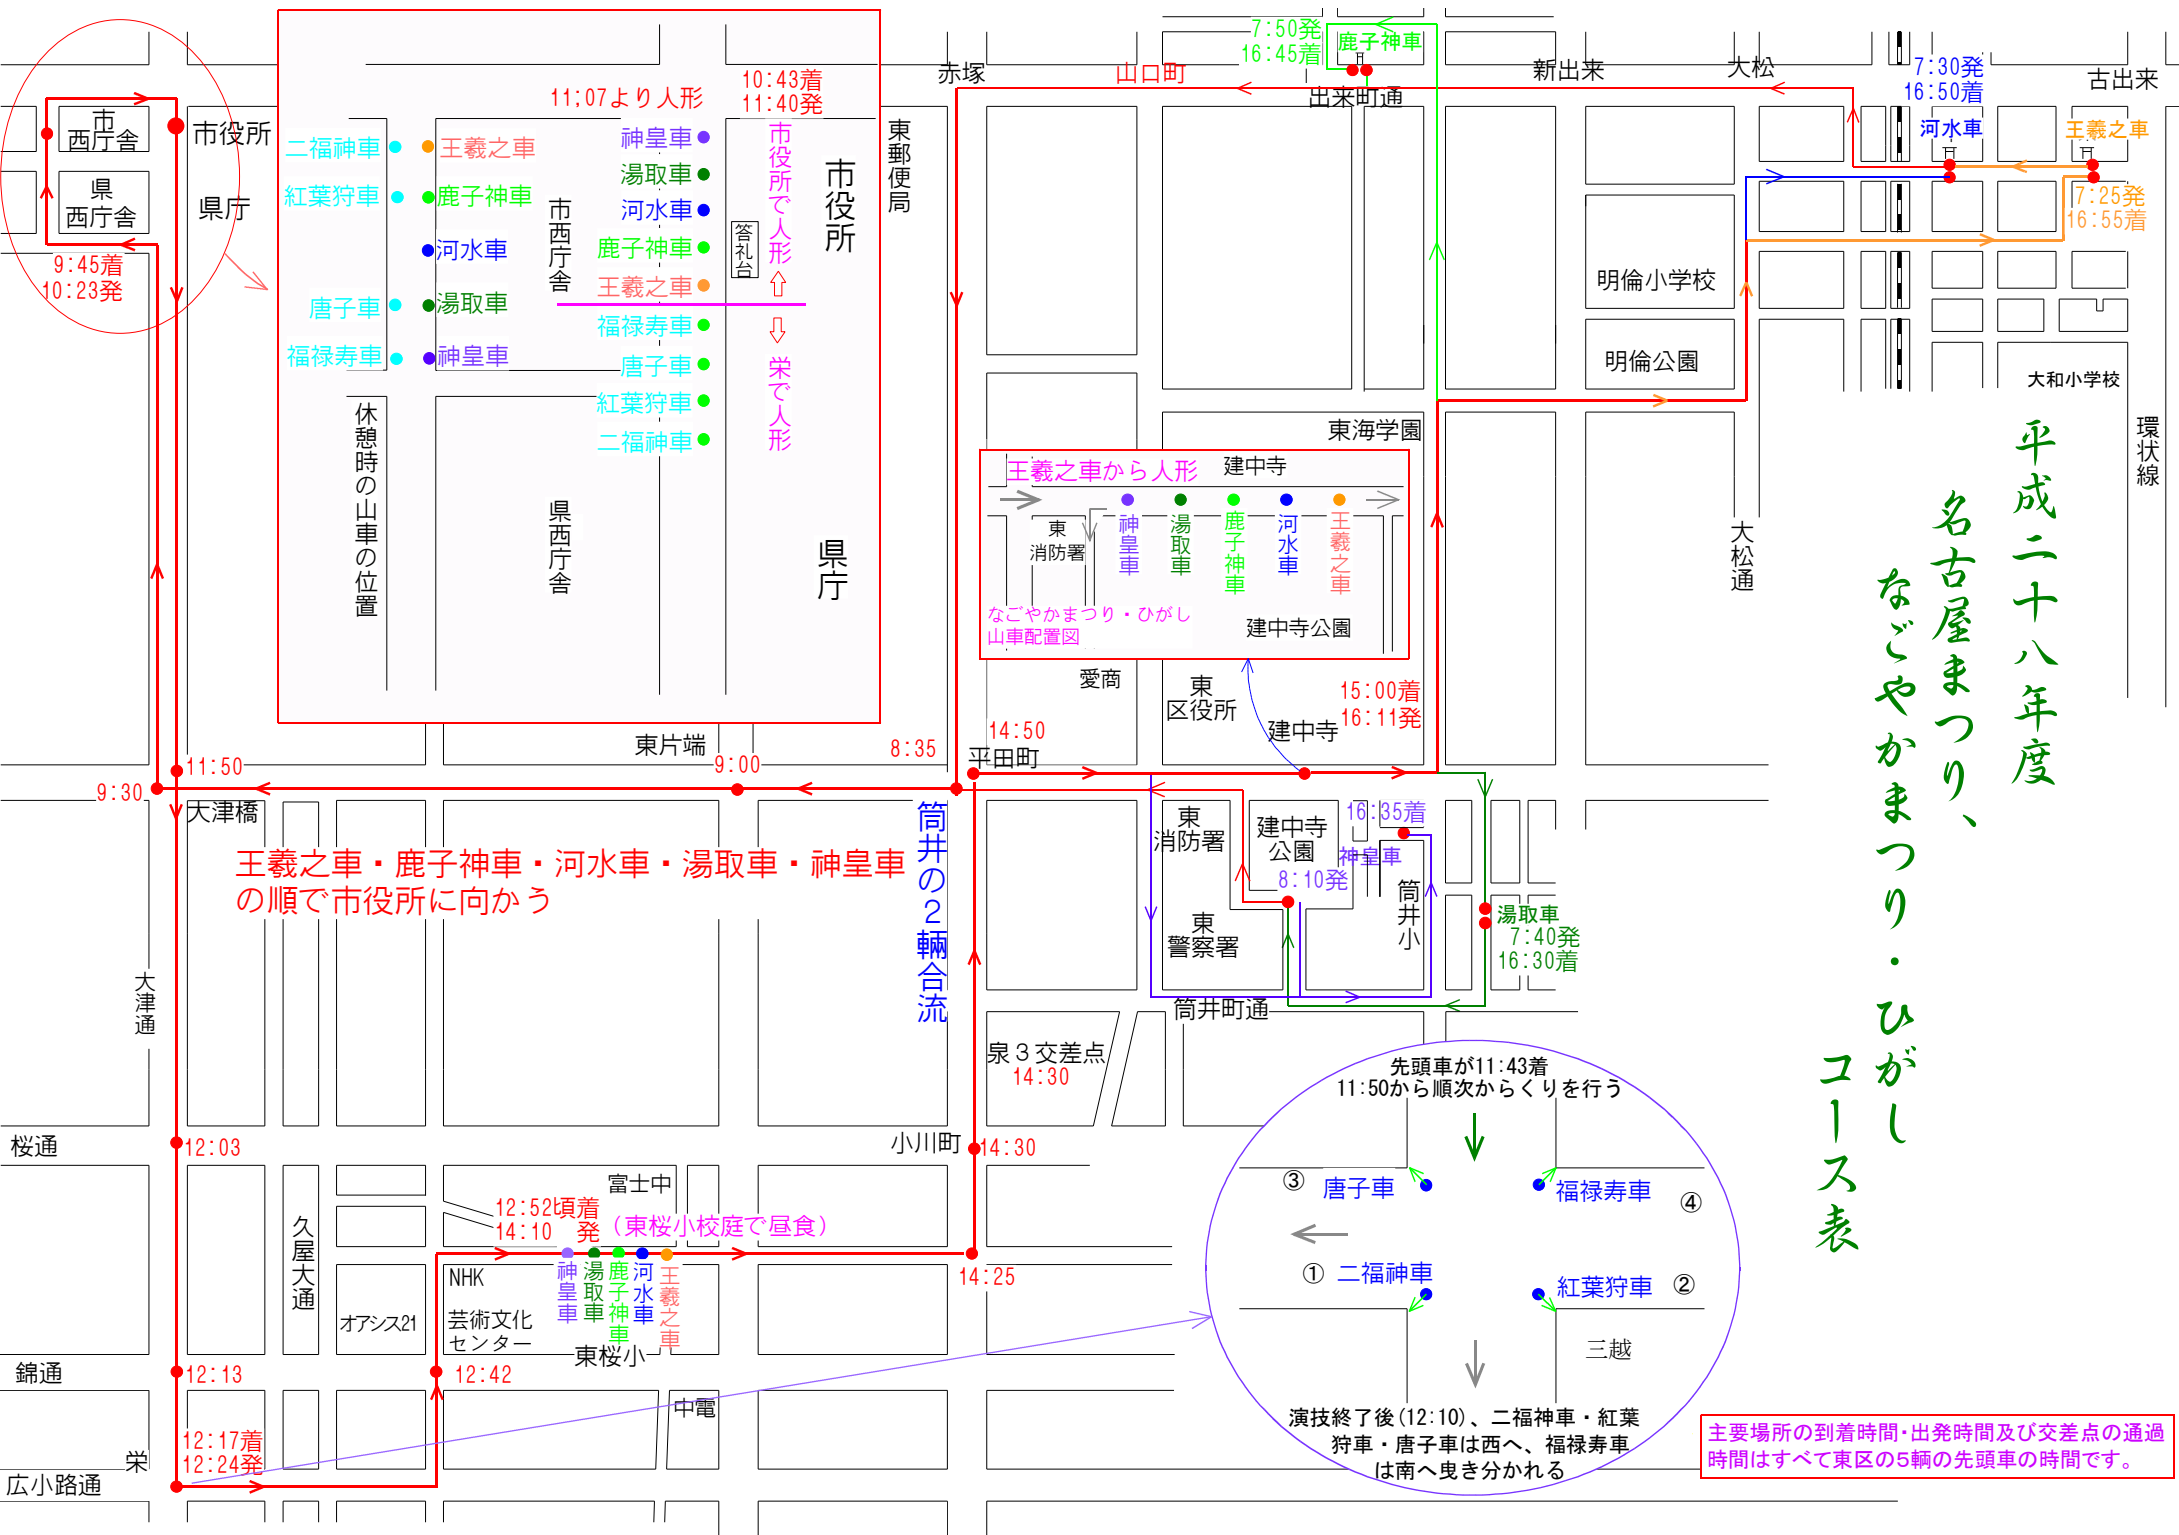 平成二十八年度
名古屋まつり、
なごやかまつり・ひがし
コース表
市
西庁舎
県
西庁舎
市役所
県庁
9:45着
10:23発
11;07より人形
10:43着
11:40発
二福神車
王羲之車
紅葉狩車
鹿子神車
河水車
唐子車
湯取車
福禄寿車
神皇車
市西庁舎
神皇車
湯取車
河水車
鹿子神車
王羲之車
福禄寿車
唐子車
紅葉狩車
二福神車
答礼台
市役所で人形
栄で人形
市役所
休憩時の山車の位置
県西庁舎
県庁
東郵便局
赤塚
山口町
7:50発
16:45着
鹿子神車
出来町通
新出来
大松
7:30発
16:50着
河水車
古出来
王羲之車
7:25発
16:55着
明倫小学校
明倫公園
大和小学校
環状線
大松通
東海学園
王羲之車から人形
建中寺
東
消防署
神皇車
湯取車
鹿子神車
河水車
王羲之車
なごやかまつり・ひがし
山車配置図
建中寺公園
愛商
東
区役所
15:00着
16:11発
建中寺
14:50
平田町
8:35
東片端
9:00
11:50
9:30
大津橋
王羲之車・鹿子神車・河水車・湯取車・神皇車
の順で市役所に向かう
筒井の2輛合流
東
消防署
建中寺
公園
16:35着
神皇車
8:10発
筒井小
東
警察署
湯取車
7:40発
16:30着
筒井町通
大津通
泉3交差点
14:30
桜通
12:03
小川町
14:30
富士中
12:52頃着
14:10 発
(東桜小校庭で昼食)
神皇車
湯取車
鹿子神車
河水車
王羲之車
14:25
久屋大通
オアシス21
NHK
芸術文化
センター
東桜小
錦通
12:13
12:42
中電
12:17着
12:24発
栄
広小路通
先頭車が11:43着
11:50から順次からくりを行う
③
唐子車
福禄寿車
④
①
二福神車
紅葉狩車
②
三越
演技終了後(12:10)、二福神車・紅葉
狩車・唐子車は西へ、福禄寿車
は南へ曳き分かれる
主要場所の到着時間・出発時間及び交差点の通過
時間はすべて東区の5輌の先頭車の時間です。